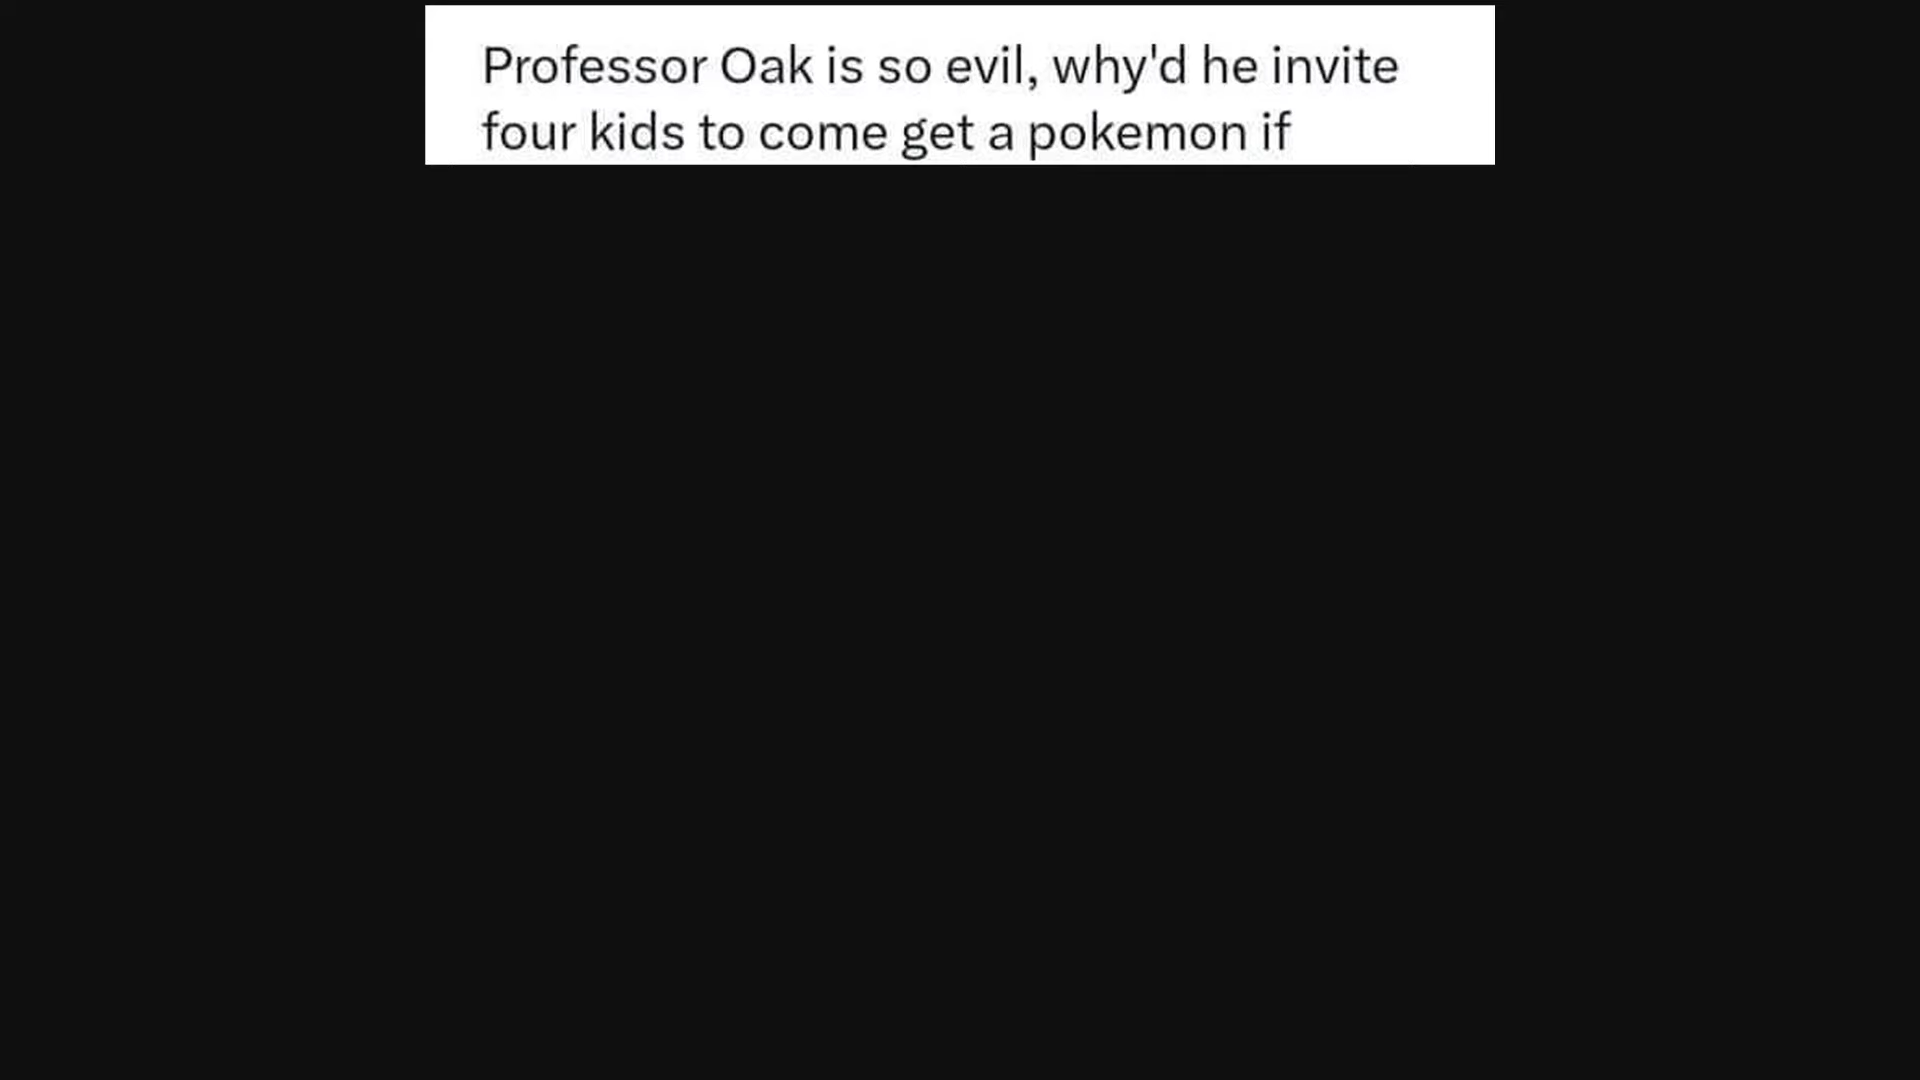 Professor Oak is so evil, why'd he invite
four kids to come get a pokemon if